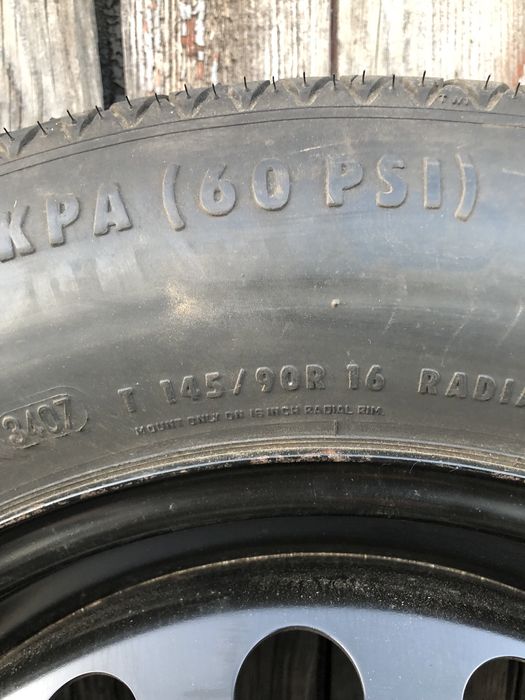 KPA (60 PSI)
3407 T 145/90R 16 RADIA
MOUNT ONLY ON 16 INCH RADIAL RIM.